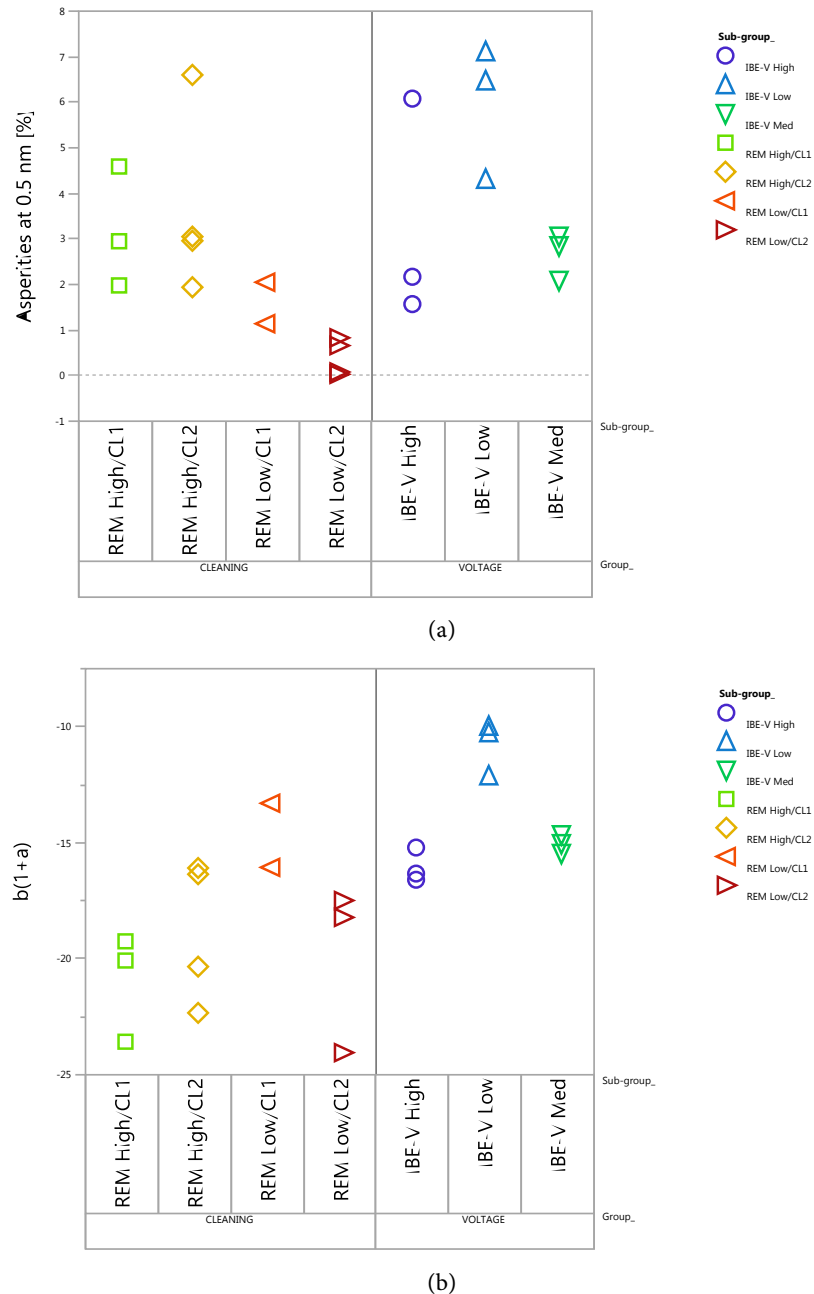 8
7
6
5
4
3
2
1
0
-1
Asperities at 0.5 nm [%]
REM High/CL1
REM High/CL2
REM Low/CL1
REM Low/CL2
IBE-V High
IBE-V Low
IBE-V Med
Sub-group_
CLEANING
VOLTAGE
Group_
Sub-group_
IBE-V High
IBE-V Low
IBE-V Med
REM High/CL1
REM High/CL2
REM Low/CL1
REM Low/CL2
(a)
-10
-15
-20
-25
b(1+a)
REM High/CL1
REM High/CL2
REM Low/CL1
REM Low/CL2
IBE-V High
IBE-V Low
IBE-V Med
Sub-group_
CLEANING
VOLTAGE
Group_
Sub-group_
IBE-V High
IBE-V Low
IBE-V Med
REM High/CL1
REM High/CL2
REM Low/CL1
REM Low/CL2
(b)